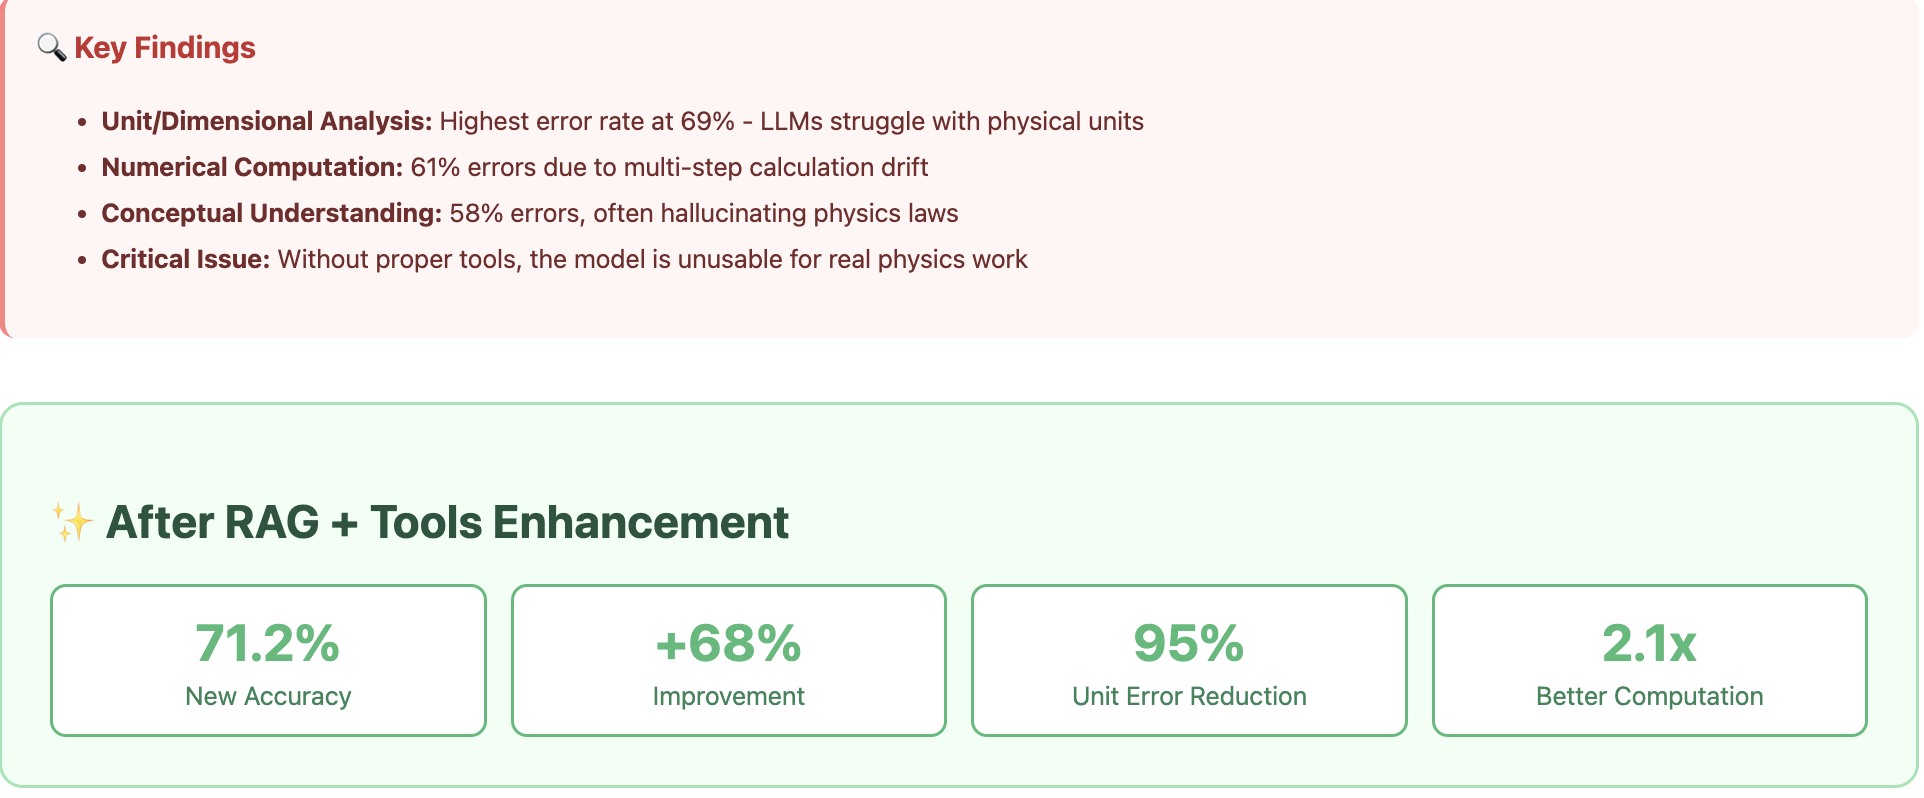 🔍 Key Findings
• Unit/Dimensional Analysis: Highest error rate at 69% - LLMs struggle with physical units
• Numerical Computation: 61% errors due to multi-step calculation drift
• Conceptual Understanding: 58% errors, often hallucinating physics laws
• Critical Issue: Without proper tools, the model is unusable for real physics work
✨ After RAG + Tools Enhancement
71.2%
New Accuracy
+68%
Improvement
95%
Unit Error Reduction
2.1x
Better Computation